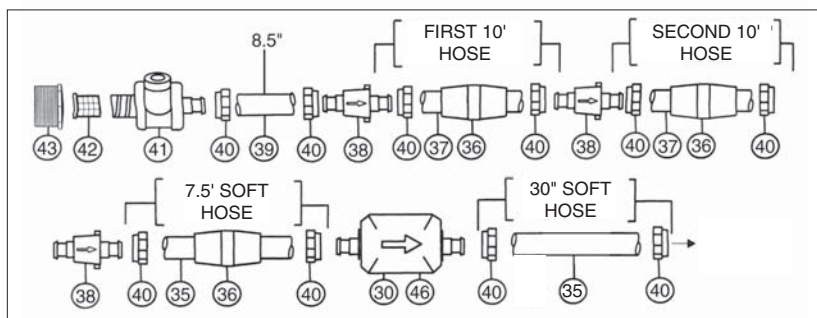 8.5"
FIRST 10'
HOSE
SECOND 10' '
HOSE
43 42 41 40 39 40 38 40 37 36 40 38 40 37 36 40
7.5' SOFT
HOSE
30" SOFT
HOSE
38 40 35 36 40 30 46 40 35 40